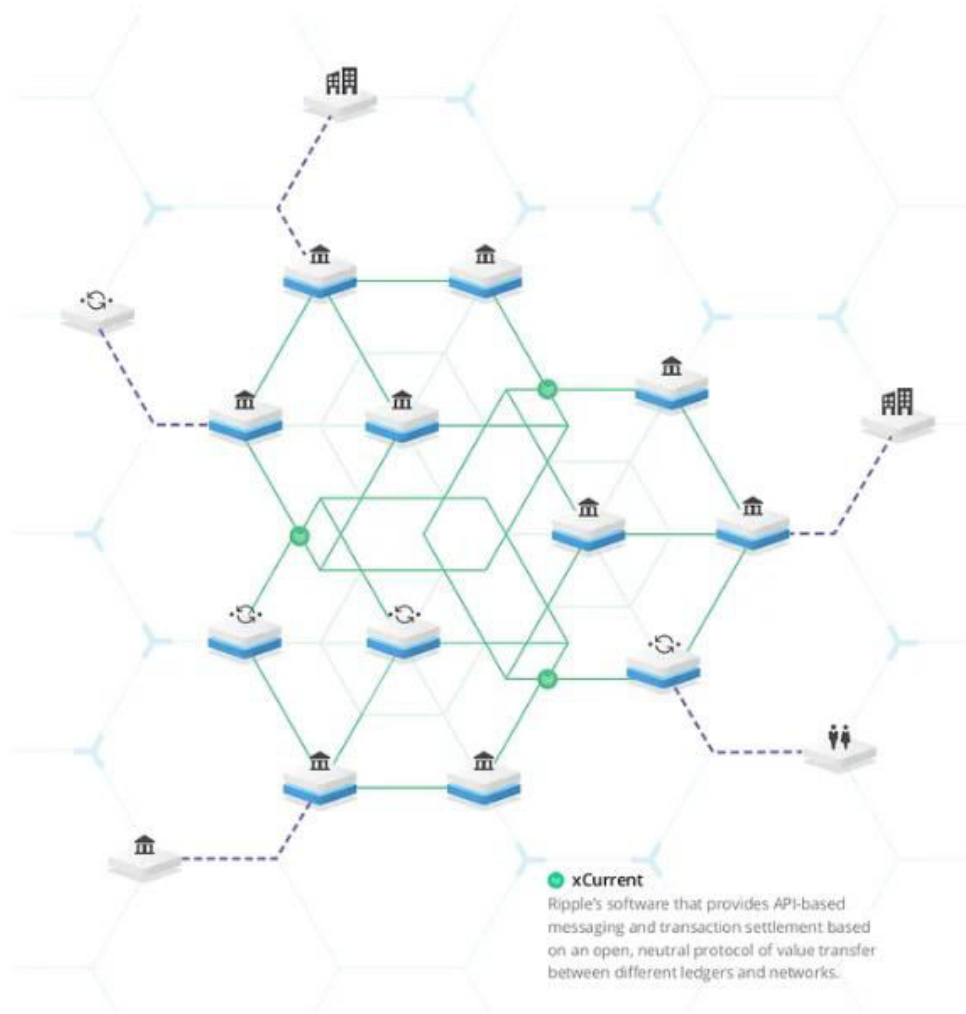 xCurrent
Ripple's software that provides API-based
messaging and transaction settlement based
on an open, neutral protocol of value transfer
between different ledgers and networks.